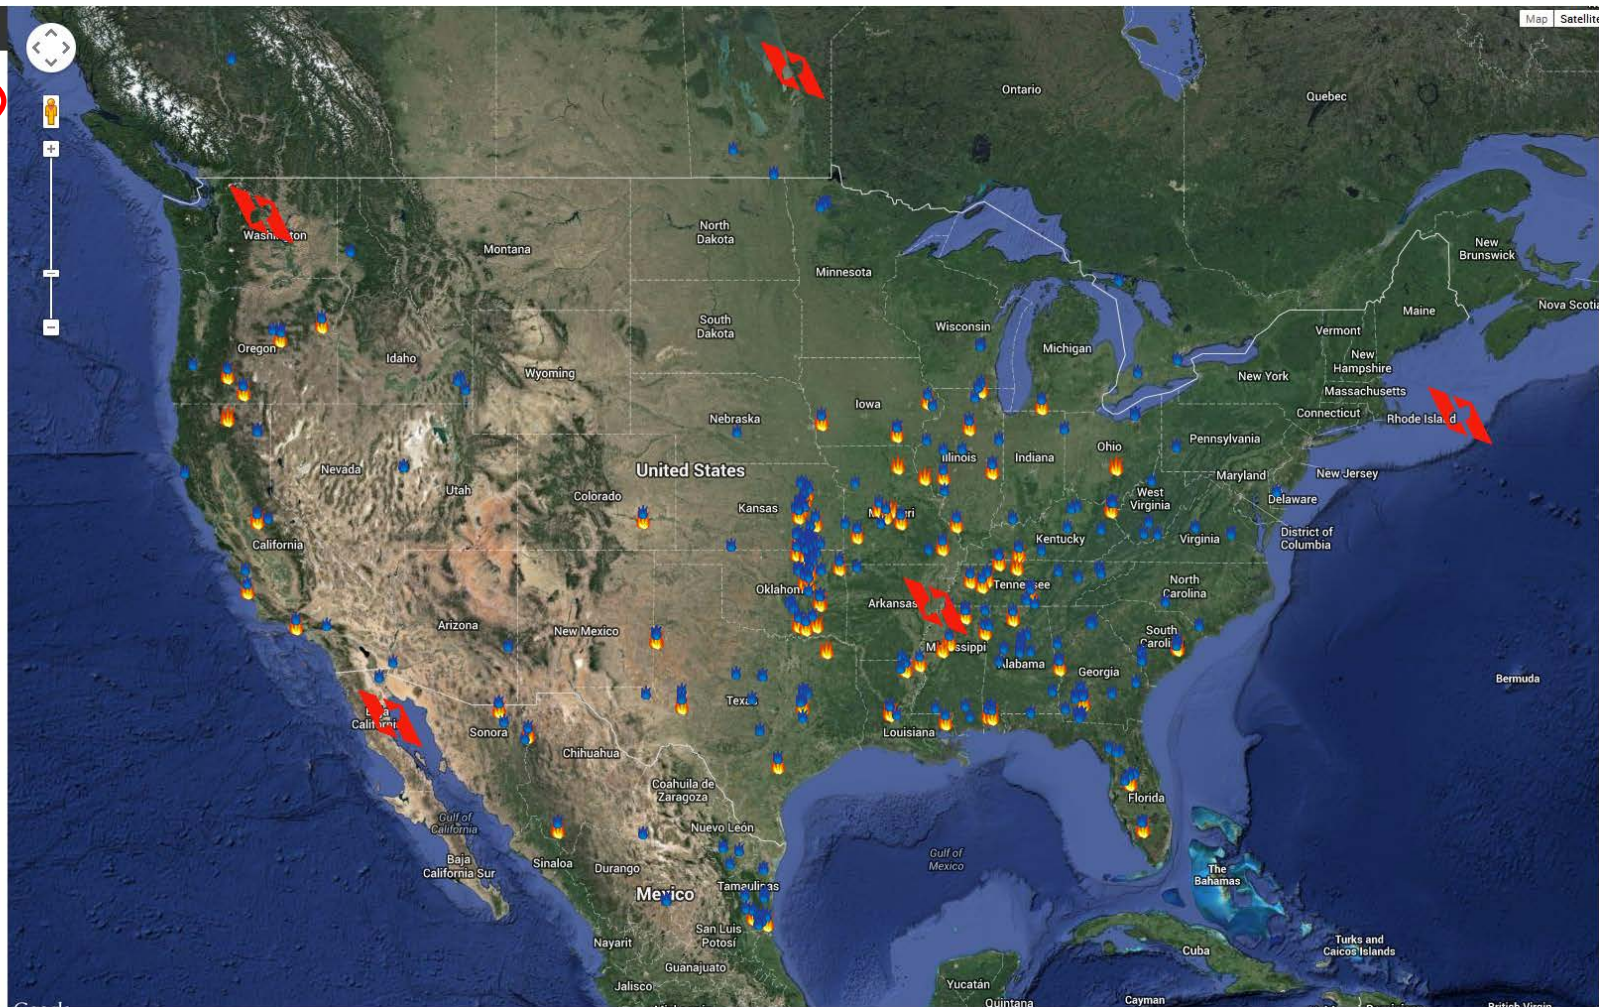 Map Satellite
Ontario
Quebec
Washington
Montana
North
Dakota
Minnesota
New
Brunswick
Nova Scotia
Maine
South
Dakota
Wisconsin
Michigan
Vermont
New
Hampshire
Oregon
Idaho
Wyoming
New York
Massachusetts
Connecticut
Rhode Island
Iowa
Nebraska
Pennsylvania
Ohio
Illinois
Indiana
United States
Nevada
Utah
Colorado
Maryland
New Jersey
Kansas
Missouri
West
Virginia
Delaware
District of
Columbia
California
Kentucky
Virginia
Oklahoma
Arkansas
Tennessee
North
Carolina
Arizona
New Mexico
Mississippi
Alabama
South
Carolina
Georgia
Bermuda
Texas
Baja
California
Sonora
Louisiana
Chihuahua
Coahuila de
Zaragoza
Florida
Gulf of
California
Nuevo León
Gulf of
Mexico
Baja
California Sur
Sinaloa
Durango
Mexico
Tamaulipas
The
Bahamas
San Luis
Potosí
Nayarit
Guanajuato
Cuba
Turks and
Caicos Islands
Jalisco
Yucatán
Quintana
Cayman
British Virgin
Google